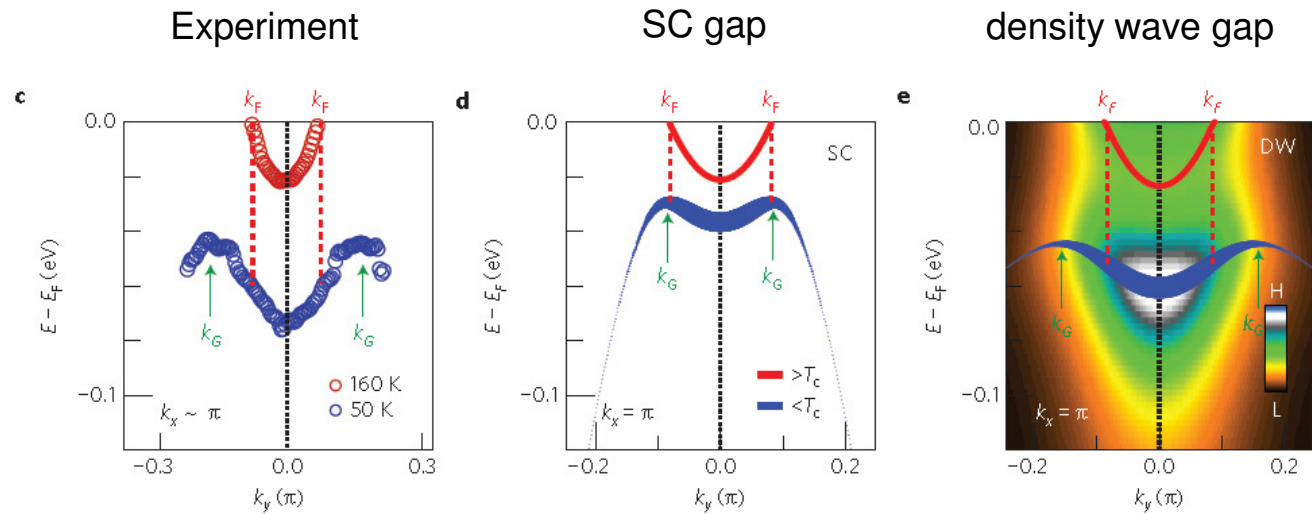 Experiment
SC gap
density wave gap
c
k_F k_F
0.0
−0.1
E − E_F (eV)
k_G k_G
160 K
50 K
k_x ~ π
−0.3 0.0 0.3
k_y (π)
d
k_F k_F
0.0
−0.1
E − E_F (eV)
SC
k_G k_G
>T_c
<T_c
k_x = π
−0.2 0.0 0.2
k_y (π)
e
k_F k_F
0.0
−0.1
E − E_F (eV)
DW
k_G k_G
H
L
k_x = π
−0.2 0.0 0.2
k_y (π)